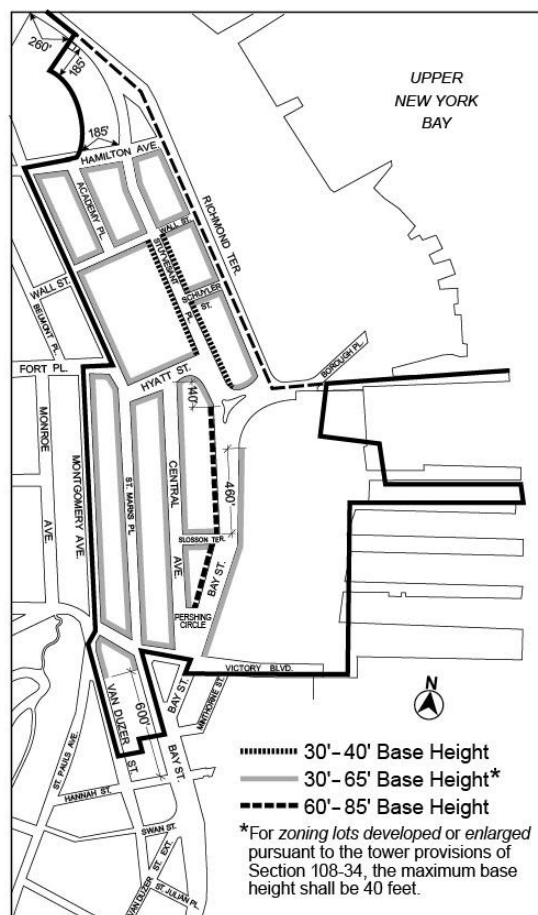 260'
185'
UPPER
NEW YORK
BAY
185'
HAMILTON AVE.
ACADEMY PL.
RICHMOND TER.
WALL ST.
STUYVESANT PL.
SCHUYLER
ST.
WALL ST.
BELMONT PL.
FORT PL.
HYATT ST.
BOROUGH PL.
140'
MONROE
AVE.
MONTGOMERY AVE.
ST. MARKS PL.
CENTRAL
AVE.
460'
SLOSSON TER.
BAY ST.
PERSHING
CIRCLE
VICTORY BLVD.
VAN DUZER
ST.
600'
BAY ST.
MINTHORNE ST.
BAY ST.
ST. PAULS AVE.
HANNAH ST.
SWAN ST.
VAN DUZER
ST. EXT.
ST. JULIAN PL.
N
30'-40' Base Height
30'-65' Base Height*
60'-85' Base Height
*For zoning lots developed or enlarged
pursuant to the tower provisions of
Section 108-34, the maximum base
height shall be 40 feet.